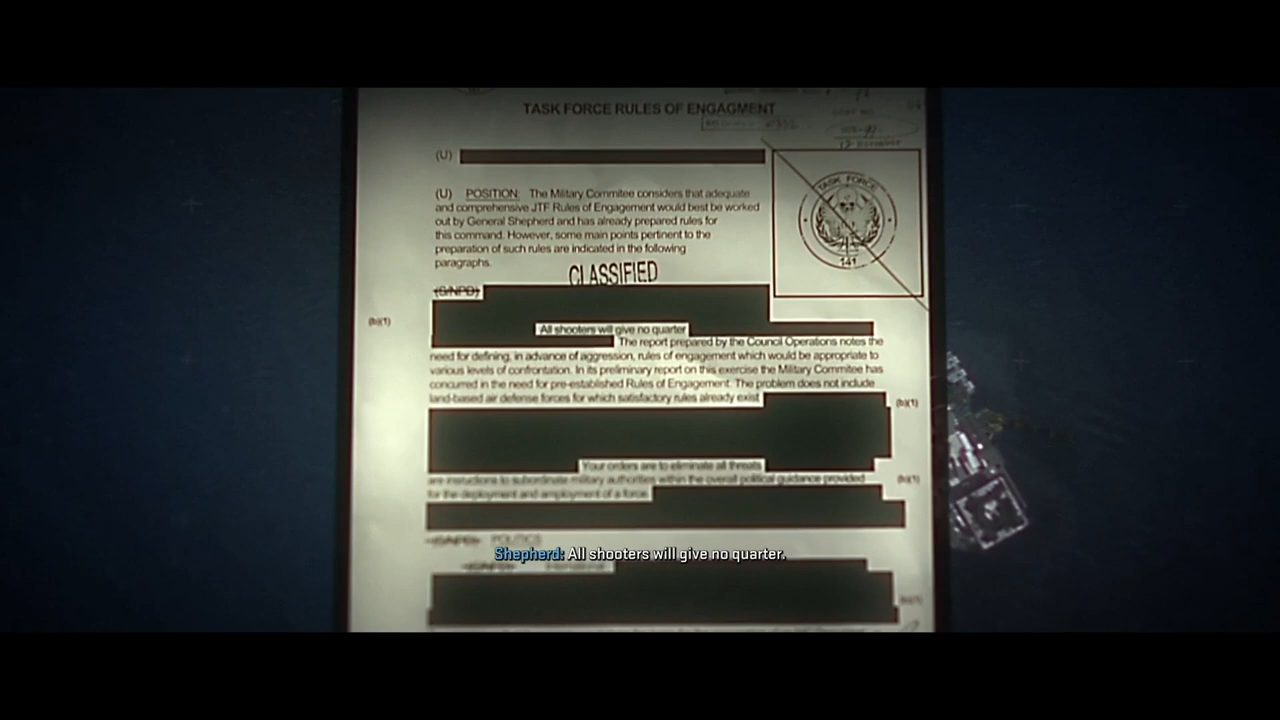 TASK FORCE RULES OF ENGAGMENT
(U)
(U) POSITION: The Military Commitee considers that adequate
and comprehensive JTF Rules of Engagement would best be worked
out by General Shepherd and has already prepared rules for
this command. However, some main points pertinent to the
preparation of such rules are indicated in the following
paragraphs.
TASK FORCE
141
CLASSIFIED
(S/NPD)
(b)(1)
All shooters will give no quarter
The report prepared by the Council Operations notes the
need for defining, in advance of aggression, rules of engagement which would be appropriate to
various levels of confrontation. In its preliminary report on this exercise the Military Commitee has
concurred in the need for pre-established Rules of Engagement. The problem does not include
land-based air defense forces for which satisfactory rules already exist
(b)(1)
Your orders are to eliminate all threats
are instructions to subordinate military authorities within the overall political guidance provided
(b)(1)
for the deployment and employment of a force
POLITICS
Shepherd: All shooters will give no quarter.
International
(b)(1)